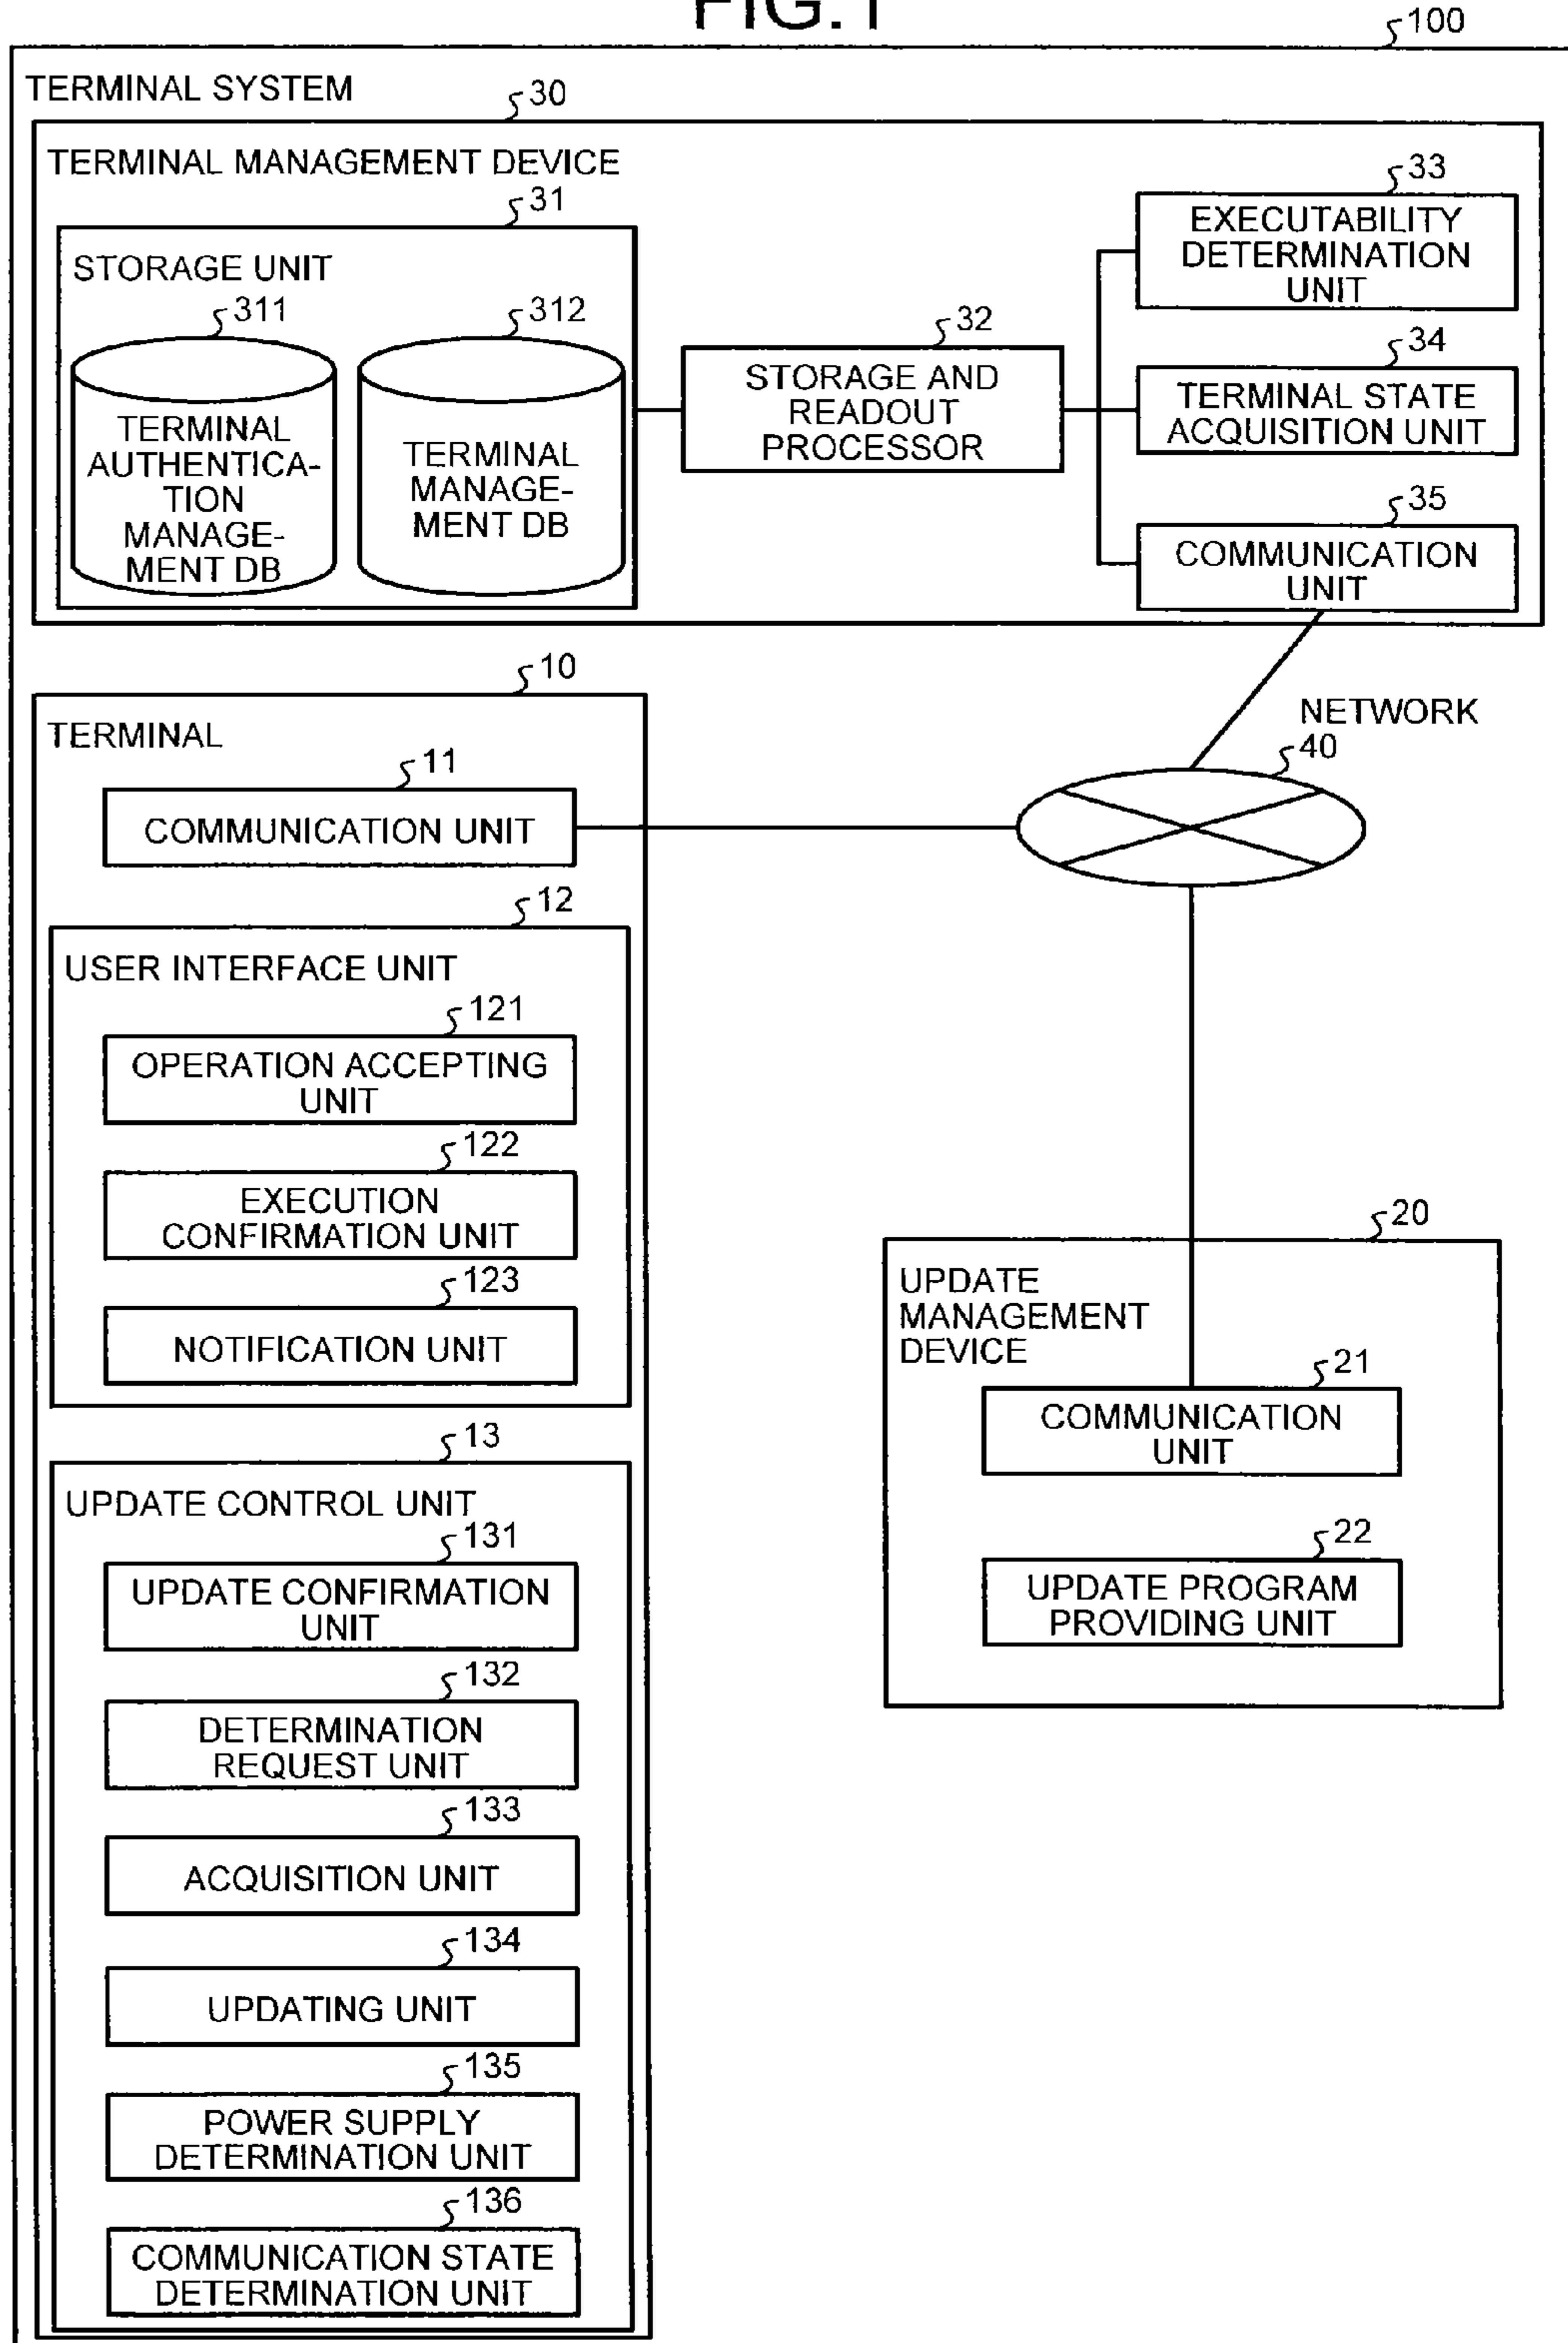 FIG.1
100
TERMINAL SYSTEM
30
TERMINAL MANAGEMENT DEVICE
31
STORAGE UNIT
311
TERMINAL
AUTHENTICA-
TION
MANAGE-
MENT DB
312
TERMINAL
MANAGE-
MENT DB
32
STORAGE AND
READOUT
PROCESSOR
33
EXECUTABILITY
DETERMINATION
UNIT
34
TERMINAL STATE
ACQUISITION UNIT
35
COMMUNICATION
UNIT
NETWORK
40
10
TERMINAL
11
COMMUNICATION UNIT
12
USER INTERFACE UNIT
121
OPERATION ACCEPTING
UNIT
122
EXECUTION
CONFIRMATION UNIT
123
NOTIFICATION UNIT
13
UPDATE CONTROL UNIT
131
UPDATE CONFIRMATION
UNIT
132
DETERMINATION
REQUEST UNIT
133
ACQUISITION UNIT
134
UPDATING UNIT
135
POWER SUPPLY
DETERMINATION UNIT
136
COMMUNICATION STATE
DETERMINATION UNIT
20
UPDATE
MANAGEMENT
DEVICE
21
COMMUNICATION
UNIT
22
UPDATE PROGRAM
PROVIDING UNIT